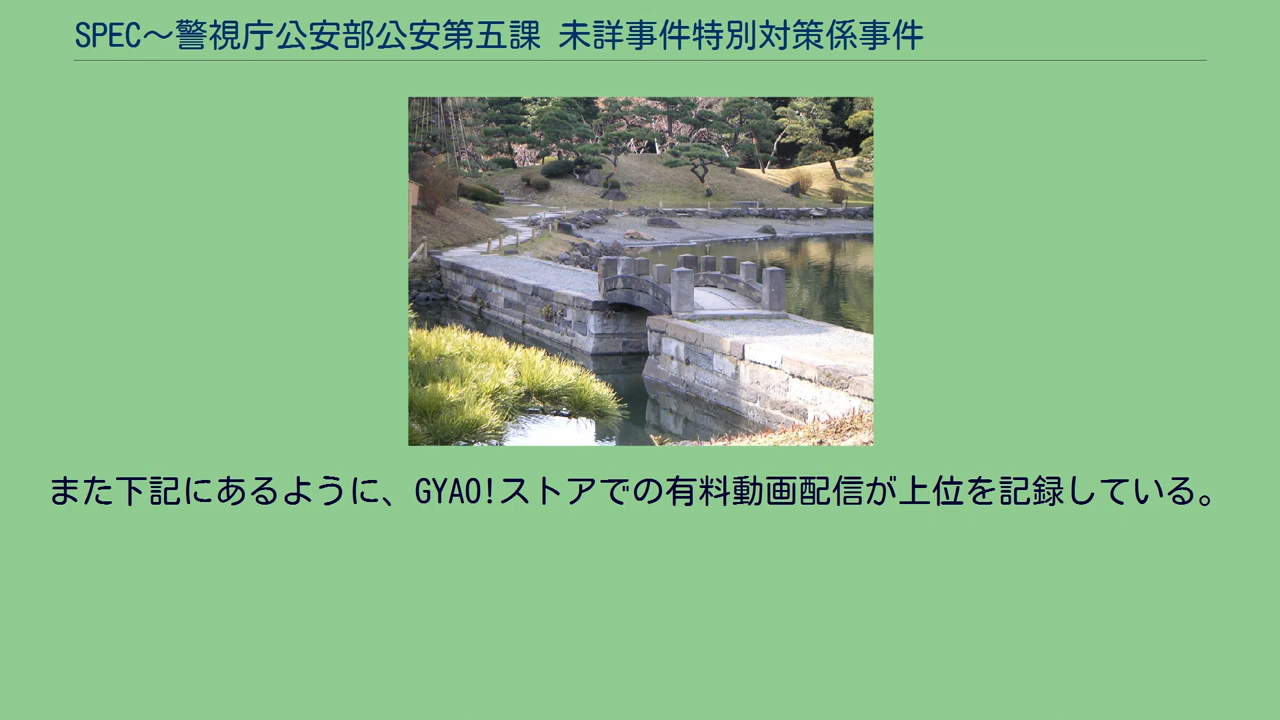 SPEC〜警視庁公安部公安第五課 未詳事件特別対策係事件
また下記にあるように、GYAO!ストアでの有料動画配信が上位を記録している。